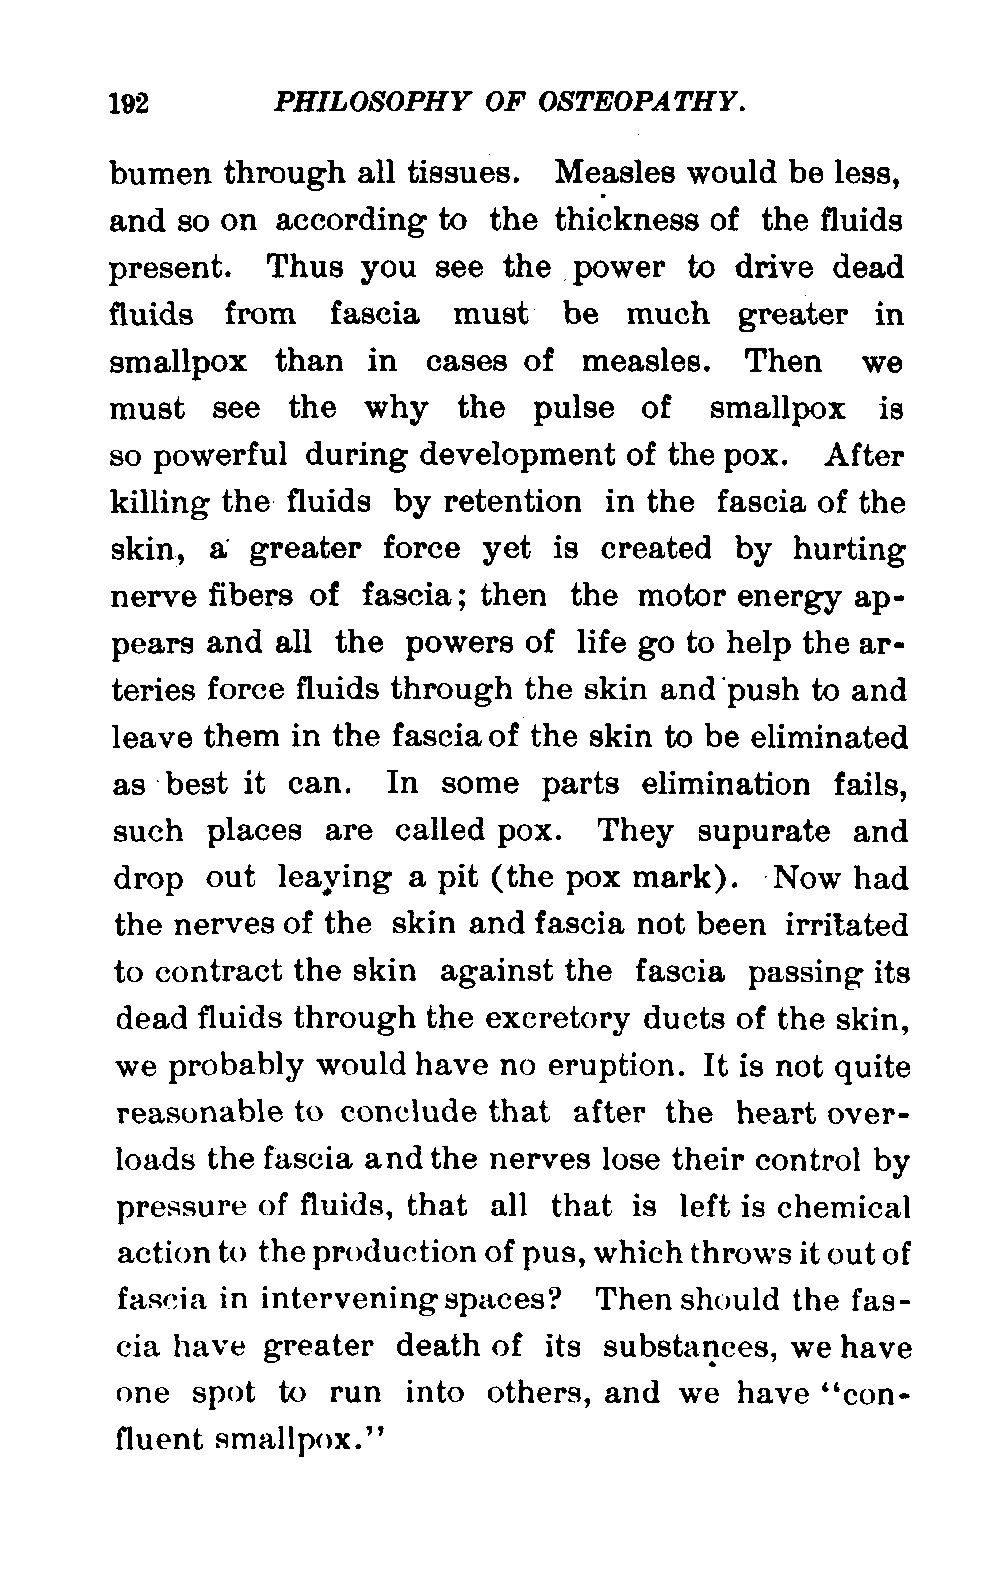 192 PHILOSOPHY OF OSTEOPATHY.
bumen through all tissues. Measles would be less,
and so on according to the thickness of the fluids
present. Thus you see the power to drive dead
fluids from fascia must be much greater in
smallpox than in cases of measles. Then we
must see the why the pulse of smallpox is
so powerful during development of the pox. After
killing the fluids by retention in the fascia of the
skin, a greater force yet is created by hurting
nerve fibers of fascia; then the motor energy ap-
pears and all the powers of life go to help the ar-
teries force fluids through the skin and push to and
leave them in the fascia of the skin to be eliminated
as best it can. In some parts elimination fails,
such places are called pox. They supurate and
drop out leaving a pit (the pox mark). Now had
the nerves of the skin and fascia not been irritated
to contract the skin against the fascia passing its
dead fluids through the excretory ducts of the skin,
we probably would have no eruption. It is not quite
reasonable to conclude that after the heart over-
loads the fascia and the nerves lose their control by
pressure of fluids, that all that is left is chemical
action to the production of pus, which throws it out of
fascia in intervening spaces? Then should the fas-
cia have greater death of its substances, we have
one spot to run into others, and we have "con-
fluent smallpox."